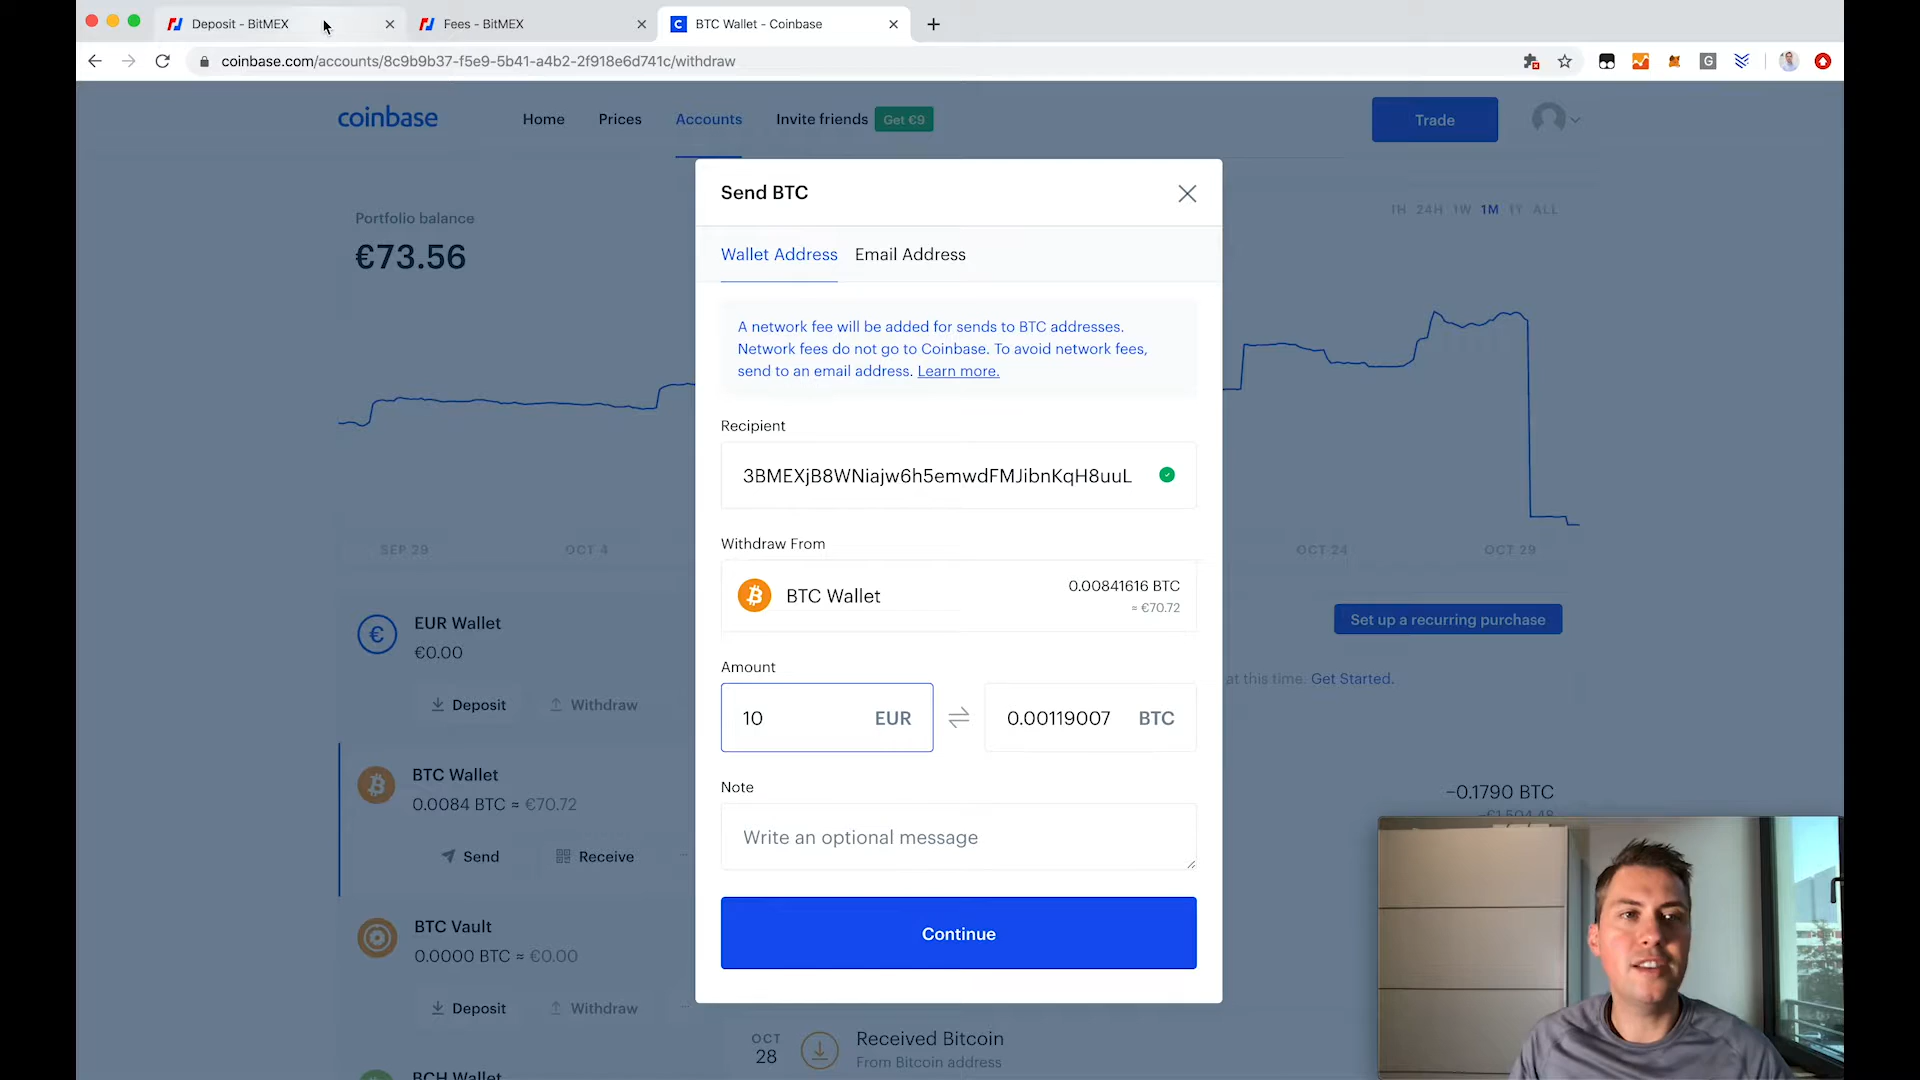 Deposit - BitMEX
Fees - BitMEX
BTC Wallet - Coinbase
coinbase.com/accounts/8c9b9b37-f5e9-5b41-a4b2-2f918e6d741c/withdraw
coinbase
Home
Prices
Accounts
Invite friends
Get €9
Trade
Portfolio balance
€73.56
1H 24H 1W 1M 1Y ALL
Send BTC
Wallet Address
Email Address
A network fee will be added for sends to BTC addresses.
Network fees do not go to Coinbase. To avoid network fees,
send to an email address. Learn more.
Recipient
3BMEXjB8WNiajw6h5emwdFMJibnKqH8uuL
Withdraw From
BTC Wallet
0.00841616 BTC
≈ €70.72
Amount
10 EUR
0.00119007 BTC
Note
Write an optional message
Continue
SEP 29
OCT 4
OCT 24
OCT 29
EUR Wallet
€0.00
Deposit
Withdraw
Set up a recurring purchase
at this time. Get Started.
BTC Wallet
0.0084 BTC ≈ €70.72
Send
Receive
-0.1790 BTC
-€1,504.48
BTC Vault
0.0000 BTC ≈ €0.00
Deposit
Withdraw
OCT
28
Received Bitcoin
From Bitcoin address
BCH Wallet